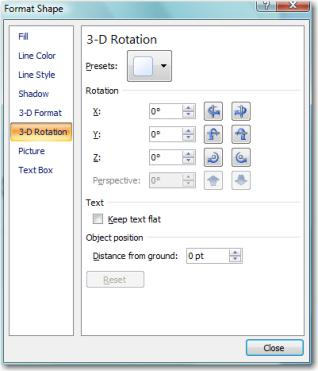 Format Shape
Fill
Line Color
Line Style
Shadow
3-D Format
3-D Rotation
Picture
Text Box
3-D Rotation
Presets:
Rotation
X: 0°
Y: 0°
Z: 0°
Perspective: 0°
Text
Keep text flat
Object position
Distance from ground: 0 pt
Reset
Close